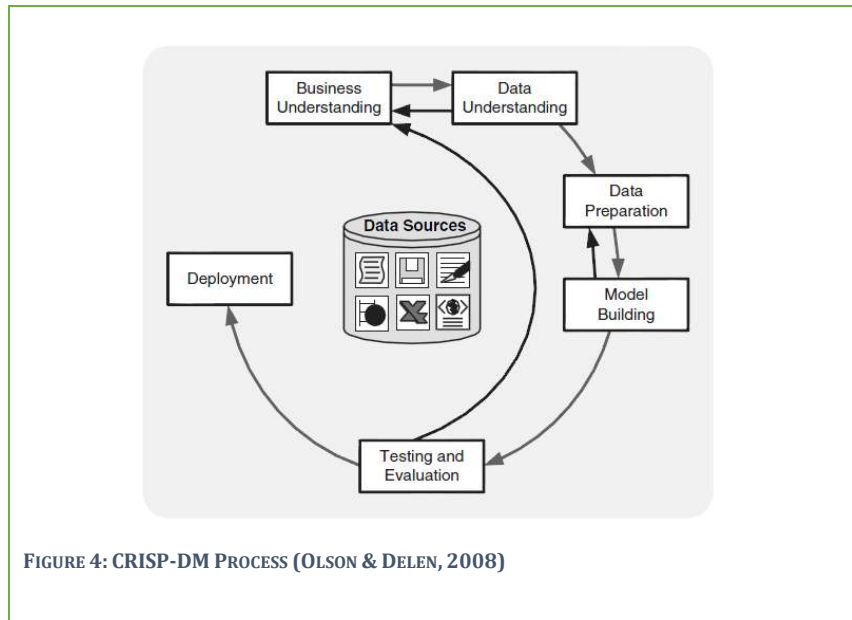 Business
Understanding
Data
Understanding
Data
Preparation
Data Sources
Deployment
Model
Building
Testing and
Evaluation
FIGURE 4: CRISP-DM PROCESS (OLSON & DELEN, 2008)